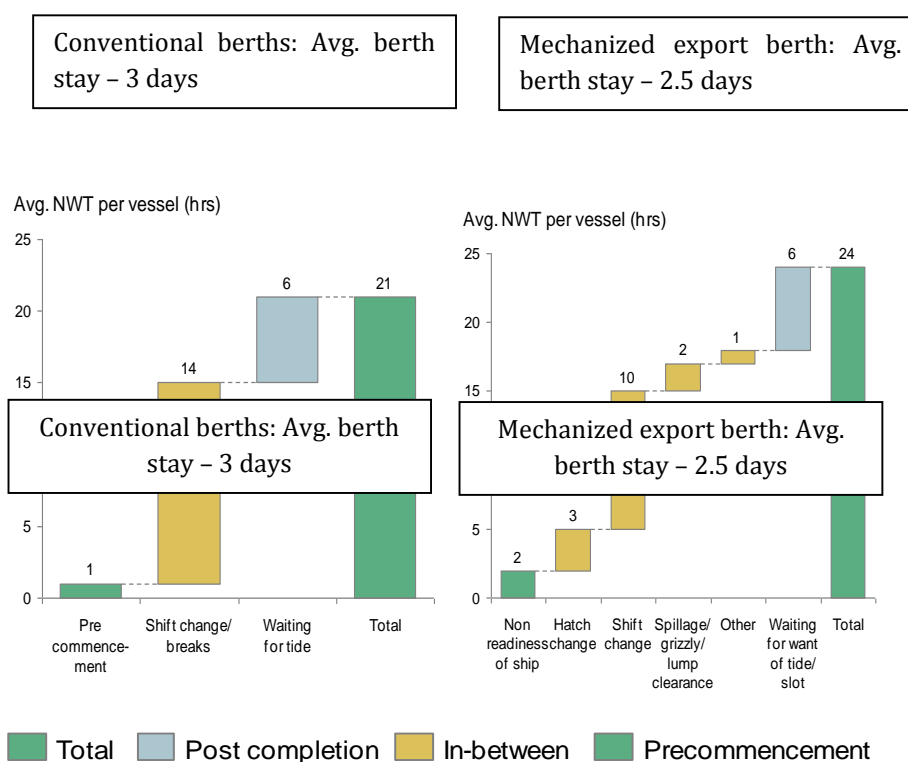 Conventional berths: Avg. berth
stay – 3 days
Mechanized export berth: Avg.
berth stay – 2.5 days
Avg. NWT per vessel (hrs)
25
20
15
5
0
1
14
6
21
Pre
commence-
ment
Shift change/
breaks
Waiting
for tide
Total
Conventional berths: Avg. berth
stay – 3 days
Avg. NWT per vessel (hrs)
25
20
15
5
0
2
3
10
2
1
6
24
Non
readiness
of ship
Hatch
change
Shift
change
Spillage/
grizzly/
lump
clearance
Other
Waiting
for want
of tide/
slot
Total
Mechanized export berth: Avg.
berth stay – 2.5 days
Total
Post completion
In-between
Precommencement